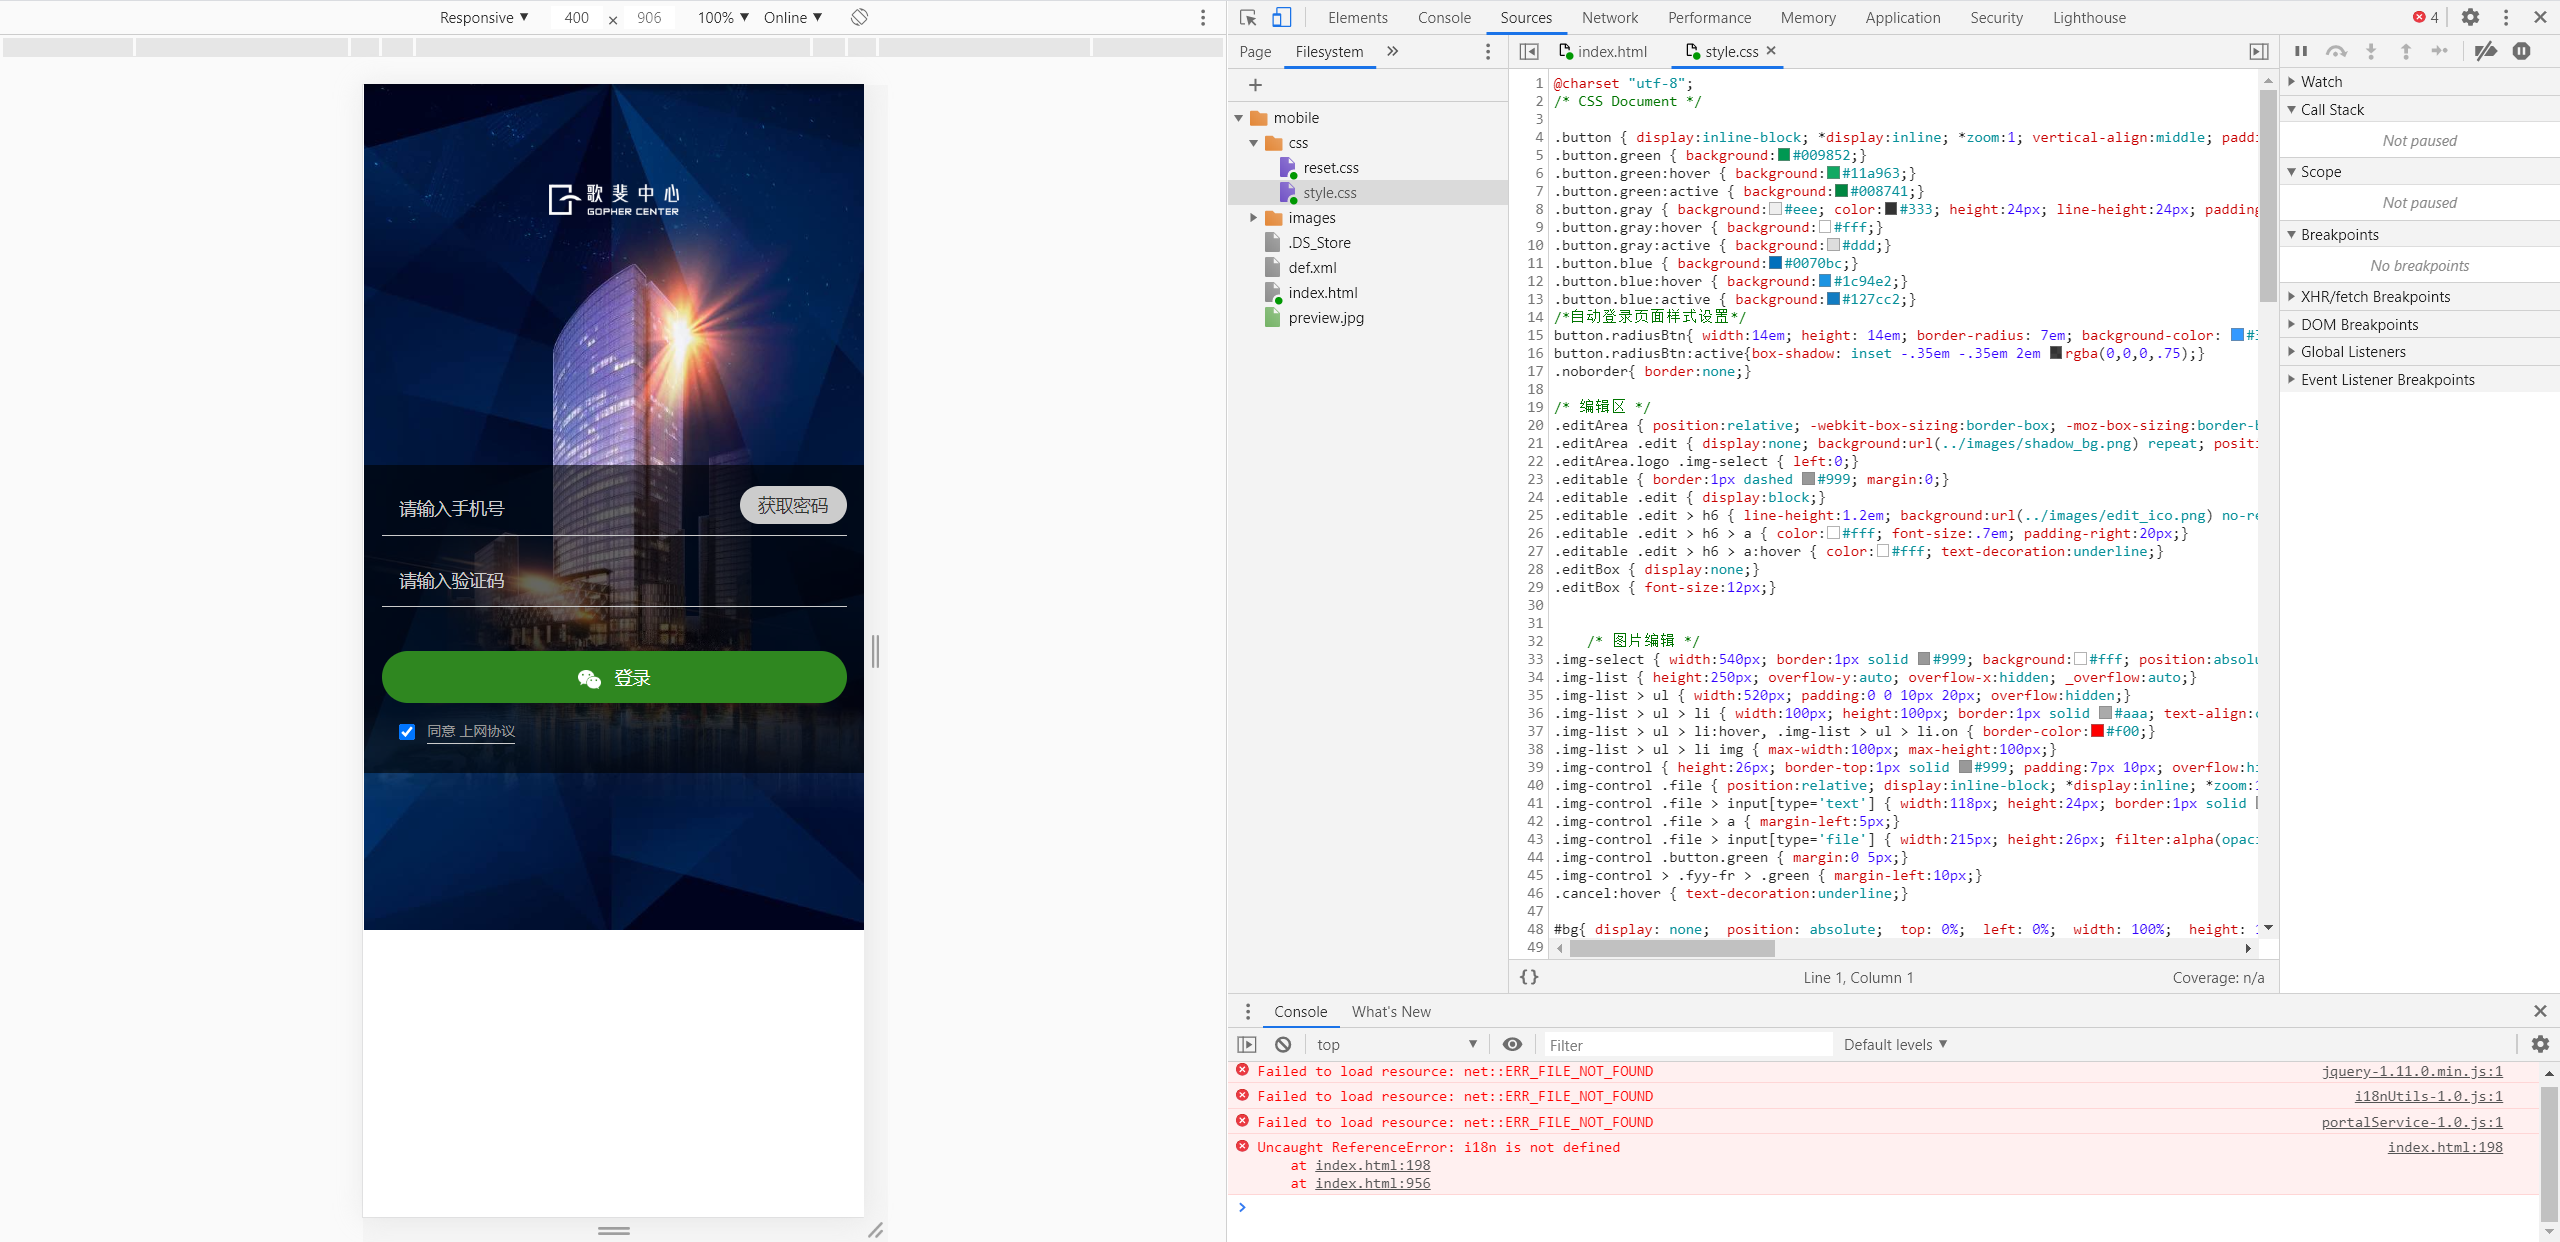 Responsive ▼ 400 × 906 100% ▼ Online ▼
歌斐中心
GOPHER CENTER
请输入手机号
获取密码
请输入验证码
登录
同意 上网协议
Elements Console Sources Network Performance Memory Application Security Lighthouse 4
Page Filesystem »
mobile
css
reset.css
style.css
images
.DS_Store
def.xml
index.html
preview.jpg
index.html style.css
1 @charset "utf-8";
2 /* CSS Document */
3
4 .button { display:inline-block; *display:inline; *zoom:1; vertical-align:middle; paddi
5 .button.green { background:#009852;}
6 .button.green:hover { background:#11a963;}
7 .button.green:active { background:#008741;}
8 .button.gray { background:#eee; color:#333; height:24px; line-height:24px; padding
9 .button.gray:hover { background:#fff;}
10 .button.gray:active { background:#ddd;}
11 .button.blue { background:#0070bc;}
12 .button.blue:hover { background:#1c94e2;}
13 .button.blue:active { background:#127cc2;}
14 /*自动登录页面样式设置*/
15 button.radiusBtn{ width:14em; height: 14em; border-radius: 7em; background-color: #3
16 button.radiusBtn:active{box-shadow: inset -.35em -.35em 2em rgba(0,0,0,.75);}
17 .noborder{ border:none;}
18
19 /* 编辑区 */
20 .editArea { position:relative; -webkit-box-sizing:border-box; -moz-box-sizing:border-b
21 .editArea .edit { display:none; background:url(../images/shadow_bg.png) repeat; positi
22 .editArea.logo .img-select { left:0;}
23 .editable { border:1px dashed #999; margin:0;}
24 .editable .edit { display:block;}
25 .editable .edit > h6 { line-height:1.2em; background:url(../images/edit_ico.png) no-re
26 .editable .edit > h6 > a { color:#fff; font-size:.7em; padding-right:20px;}
27 .editable .edit > h6 > a:hover { color:#fff; text-decoration:underline;}
28 .editBox { display:none;}
29 .editBox { font-size:12px;}
30
31
32 /* 图片编辑 */
33 .img-select { width:540px; border:1px solid #999; background:#fff; position:absolu
34 .img-list { height:250px; overflow-y:auto; overflow-x:hidden; _overflow:auto;}
35 .img-list > ul { width:520px; padding:0 0 10px 20px; overflow:hidden;}
36 .img-list > ul > li { width:100px; height:100px; border:1px solid #aaa; text-align:c
37 .img-list > ul > li:hover, .img-list > ul > li.on { border-color:#f00;}
38 .img-list > ul > li img { max-width:100px; max-height:100px;}
39 .img-control { height:26px; border-top:1px solid #999; padding:7px 10px; overflow:hi
40 .img-control .file { position:relative; display:inline-block; *display:inline; *zoom:1
41 .img-control .file > input[type='text'] { width:118px; height:24px; border:1px solid
42 .img-control .file > a { margin-left:5px;}
43 .img-control .file > input[type='file'] { width:215px; height:26px; filter:alpha(opaci
44 .img-control .button.green { margin:0 5px;}
45 .img-control > .fyy-fr > .green { margin-left:10px;}
46 .cancel:hover { text-decoration:underline;}
47
48 #bg{ display: none; position: absolute; top: 0%; left: 0%; width: 100%; height: 1
49
{} Line 1, Column 1 Coverage: n/a
Watch
Call Stack
Not paused
Scope
Not paused
Breakpoints
No breakpoints
XHR/fetch Breakpoints
DOM Breakpoints
Global Listeners
Event Listener Breakpoints
Console What's New
top ▼ Filter Default levels ▼
Failed to load resource: net::ERR_FILE_NOT_FOUND jquery-1.11.0.min.js:1
Failed to load resource: net::ERR_FILE_NOT_FOUND i18nUtils-1.0.js:1
Failed to load resource: net::ERR_FILE_NOT_FOUND portalService-1.0.js:1
Uncaught ReferenceError: i18n is not defined index.html:198
at index.html:198
at index.html:956